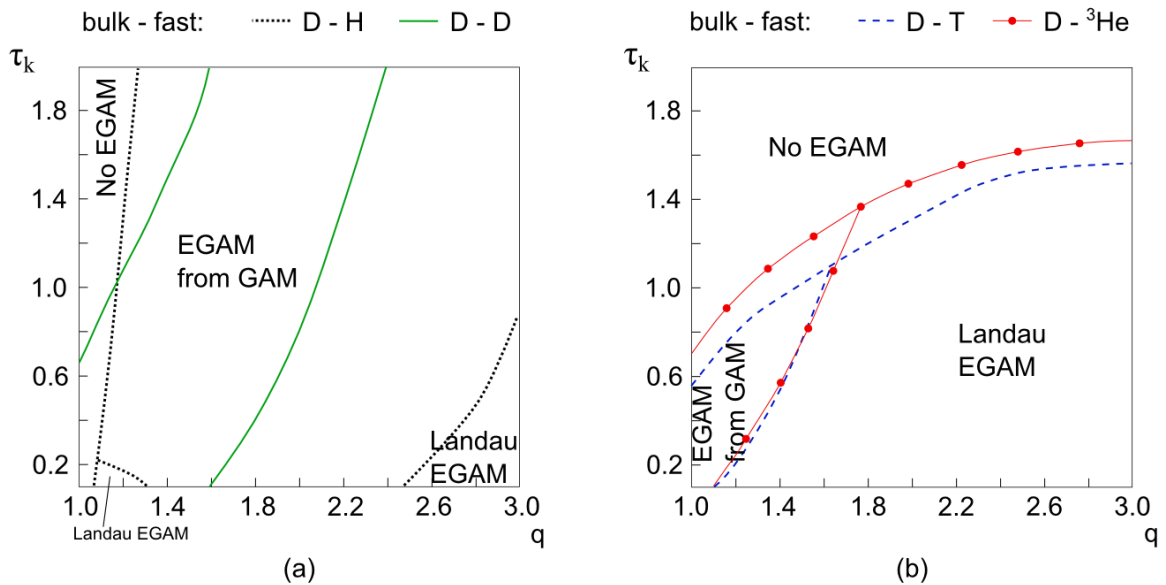 bulk - fast: D - H D - D
τk
1.8
1.4
1.0
0.6
0.2
No EGAM
EGAM
from GAM
Landau
EGAM
Landau EGAM
1.0 1.4 1.8 2.2 2.6 3.0
q
(a)
bulk - fast: D - T D - ³He
τk
1.8
1.4
1.0
0.6
0.2
No EGAM
EGAM
from GAM
Landau
EGAM
1.0 1.4 1.8 2.2 2.6 3.0
q
(b)